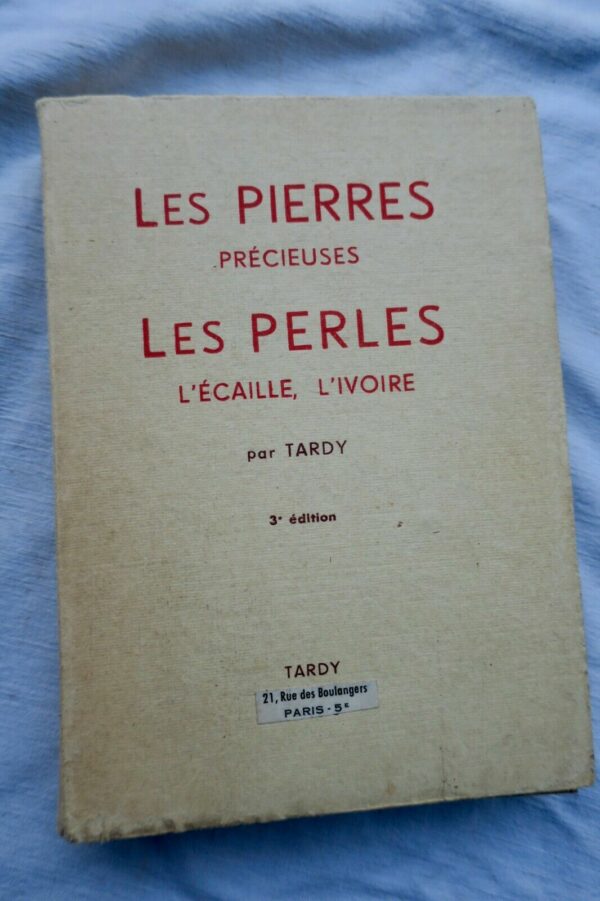 LES PIERRES
PRÉCIEUSES
LES PERLES
L'ÉCAILLE, L'IVOIRE
par TARDY
3e édition
TARDY
21, Rue des Boulangers
PARIS - 5E